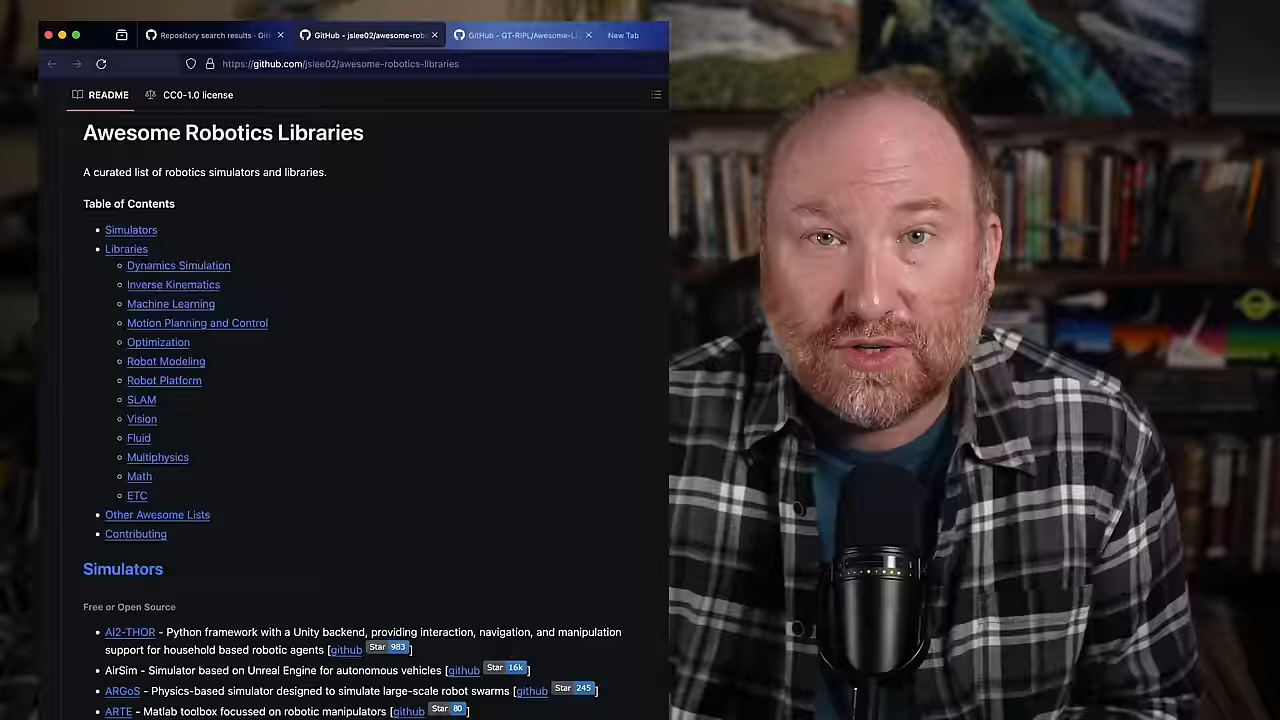 Repository search results · Git
GitHub - jslee02/awesome-rob
GitHub - GT-RIPL/Awesome-LL
New Tab
https://github.com/jslee02/awesome-robotics-libraries
README
CC0-1.0 license
Awesome Robotics Libraries
A curated list of robotics simulators and libraries.
Table of Contents
Simulators
Libraries
Dynamics Simulation
Inverse Kinematics
Machine Learning
Motion Planning and Control
Optimization
Robot Modeling
Robot Platform
SLAM
Vision
Fluid
Multiphysics
Math
ETC
Other Awesome Lists
Contributing
Simulators
Free or Open Source
AI2-THOR - Python framework with a Unity backend, providing interaction, navigation, and manipulation
support for household based robotic agents [github Star 983]
AirSim - Simulator based on Unreal Engine for autonomous vehicles [github Star 16k]
ARGoS - Physics-based simulator designed to simulate large-scale robot swarms [github Star 245]
ARTE - Matlab toolbox focussed on robotic manipulators [github Star 80]